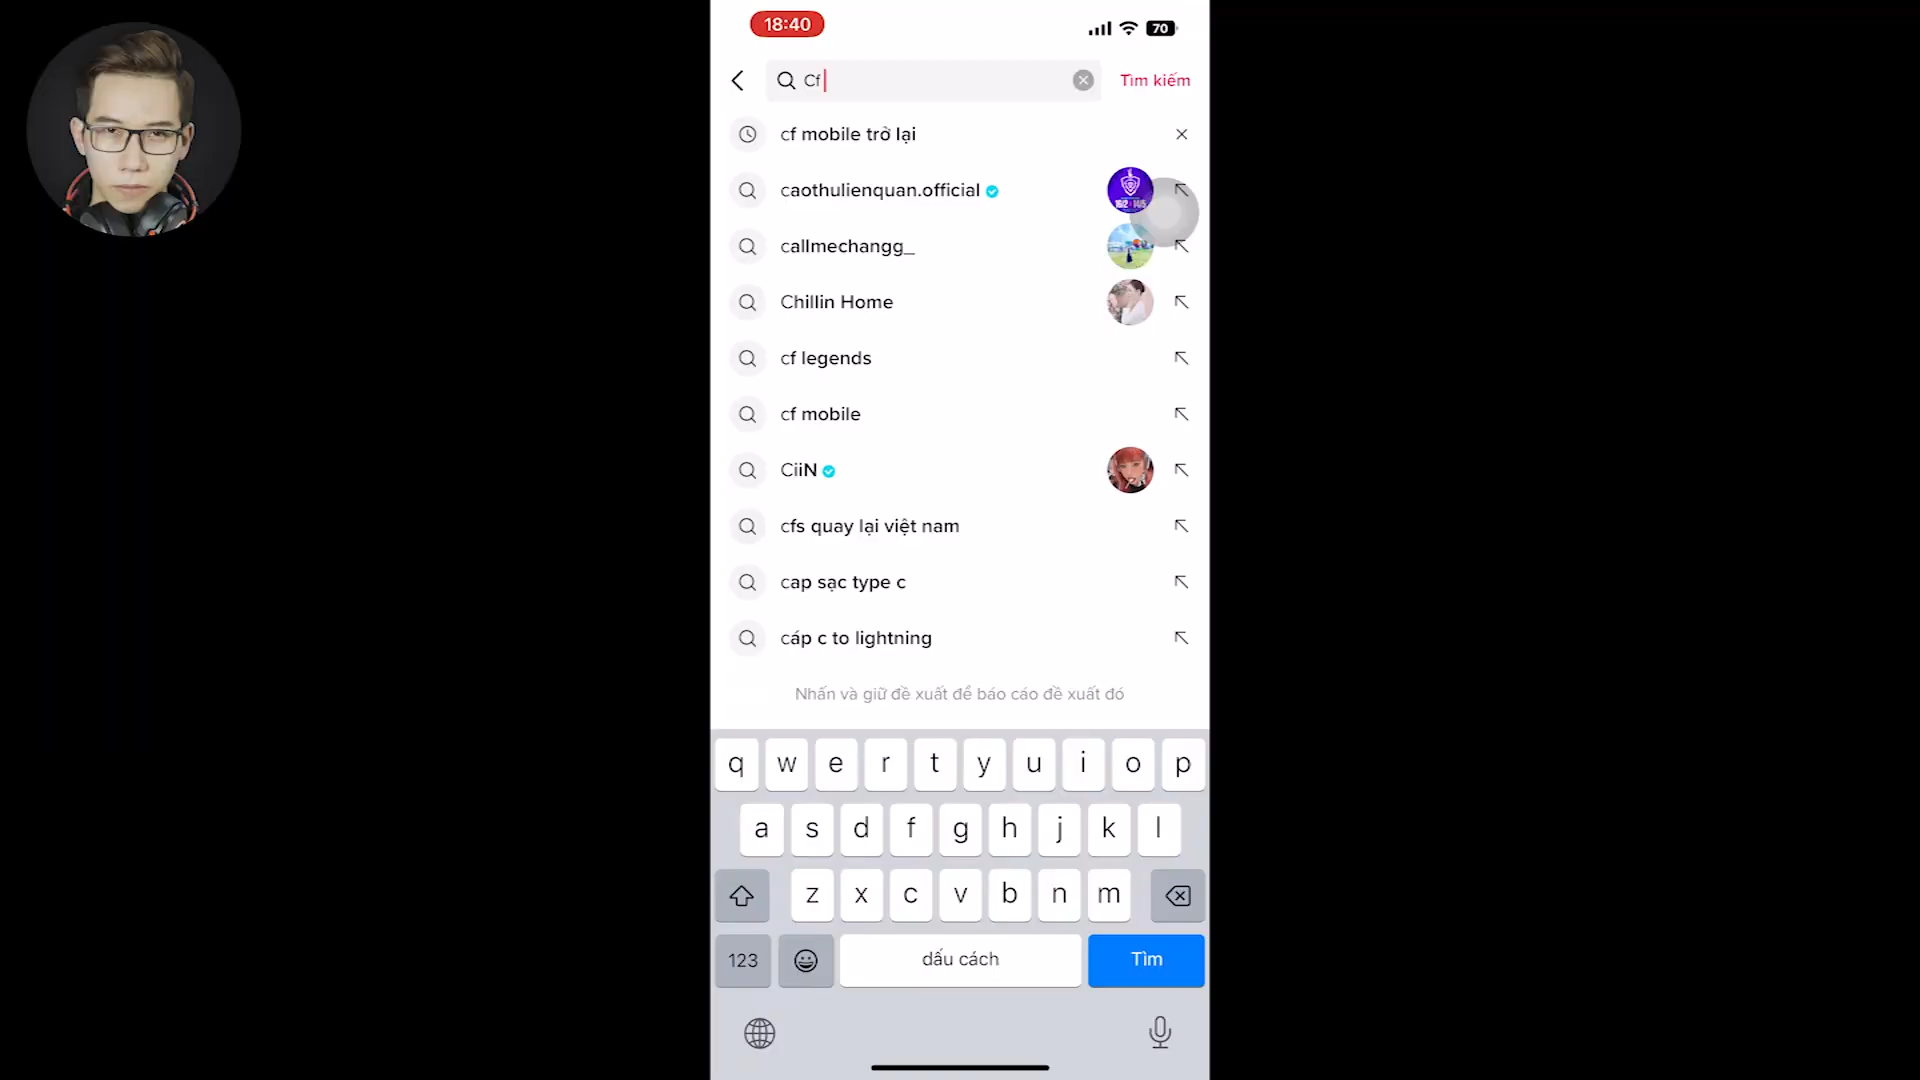 18:40
70
Cf
Tìm kiếm
cf mobile trở lại
caothulienquan.official
callmechangg_
Chillin Home
cf legends
cf mobile
CiiN
cfs quay lại việt nam
cap sạc type c
cáp c to lightning
Nhấn và giữ đề xuất để báo cáo đề xuất đó
q w e r t y u i o p
a s d f g h j k l
z x c v b n m
123
dấu cách
Tìm